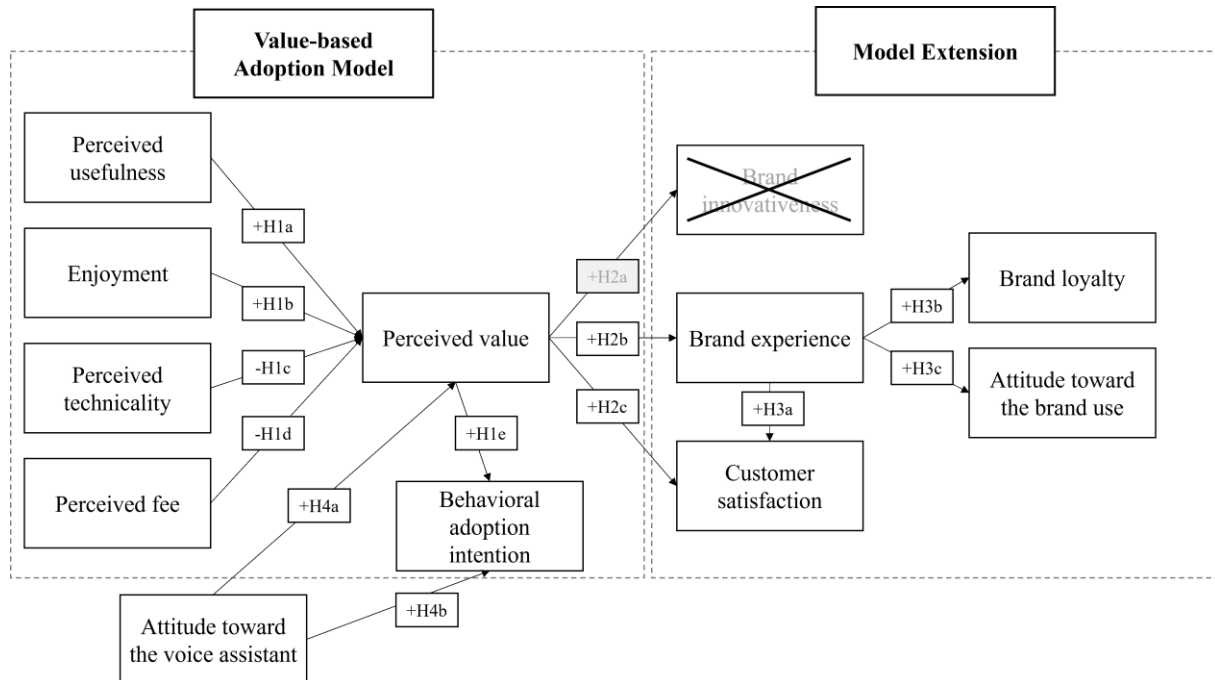 Value-based
Adoption Model
Model Extension
Perceived
usefulness
Brand
innovativeness
+H1a
Enjoyment
+H2a
Brand loyalty
+H1b
+H3b
Perceived value
+H2b
Brand experience
-H1c
+H3c
Perceived
technicality
Attitude toward
the brand use
+H2c
+H3a
-H1d
+H1e
Perceived fee
+H4a
Behavioral
adoption
intention
Customer
satisfaction
+H4b
Attitude toward
the voice assistant